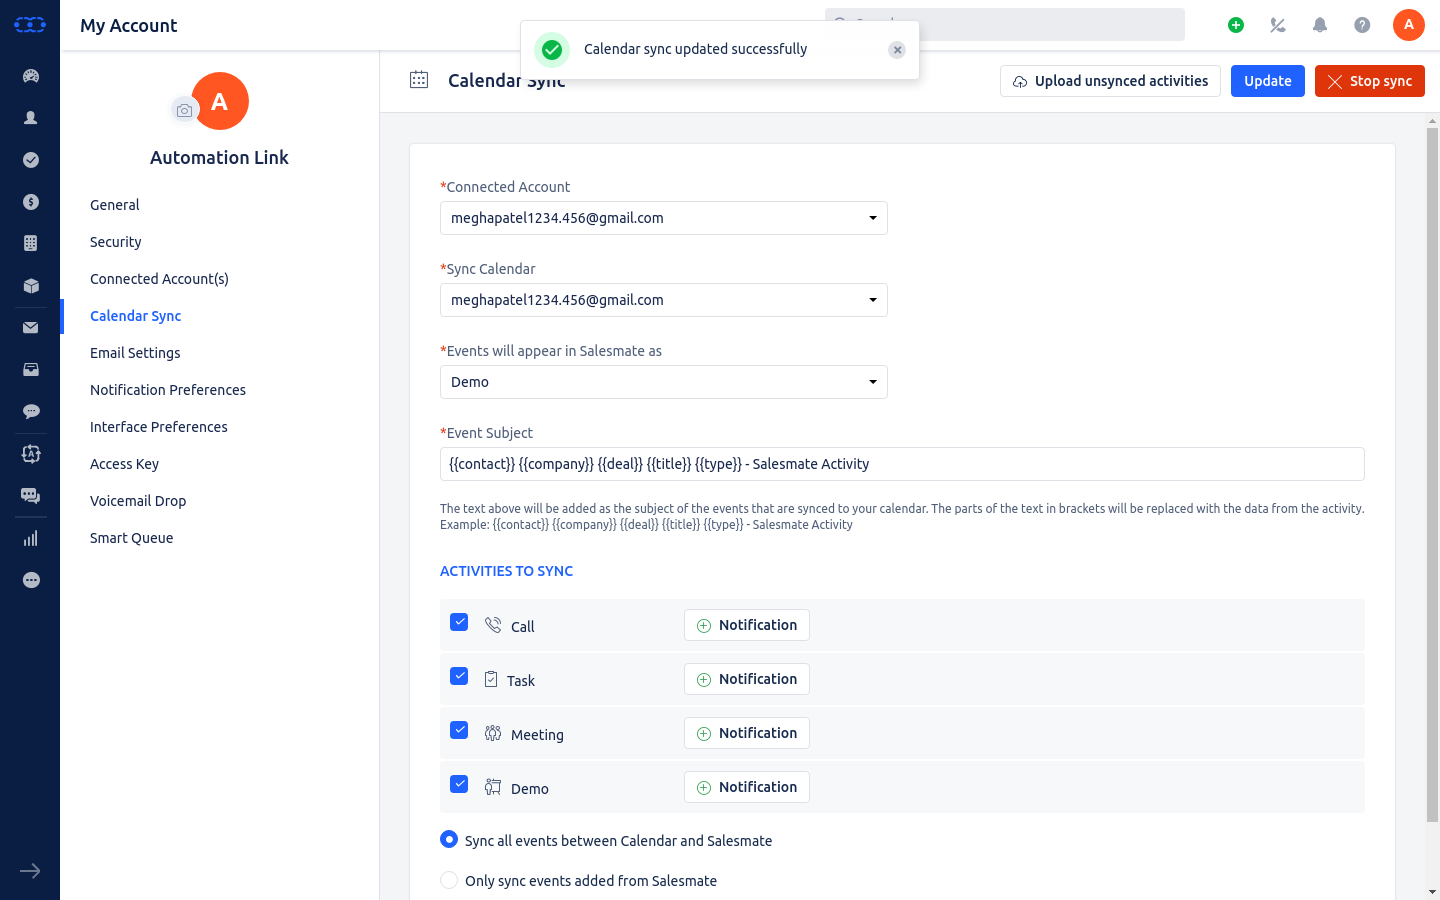 My Account
Calendar sync updated successfully
A
A
Automation Link
General
Security
Connected Account(s)
Calendar Sync
Email Settings
Notification Preferences
Interface Preferences
Access Key
Voicemail Drop
Smart Queue
Calendar Sync
Upload unsynced activities
Update
Stop sync
*Connected Account
meghapatel1234.456@gmail.com
*Sync Calendar
meghapatel1234.456@gmail.com
*Events will appear in Salesmate as
Demo
*Event Subject
{{contact}} {{company}} {{deal}} {{title}} {{type}} - Salesmate Activity
The text above will be added as the subject of the events that are synced to your calendar. The parts of the text in brackets will be replaced with the data from the activity.
Example: {{contact}} {{company}} {{deal}} {{title}} {{type}} - Salesmate Activity
ACTIVITIES TO SYNC
Call
Notification
Task
Notification
Meeting
Notification
Demo
Notification
Sync all events between Calendar and Salesmate
Only sync events added from Salesmate